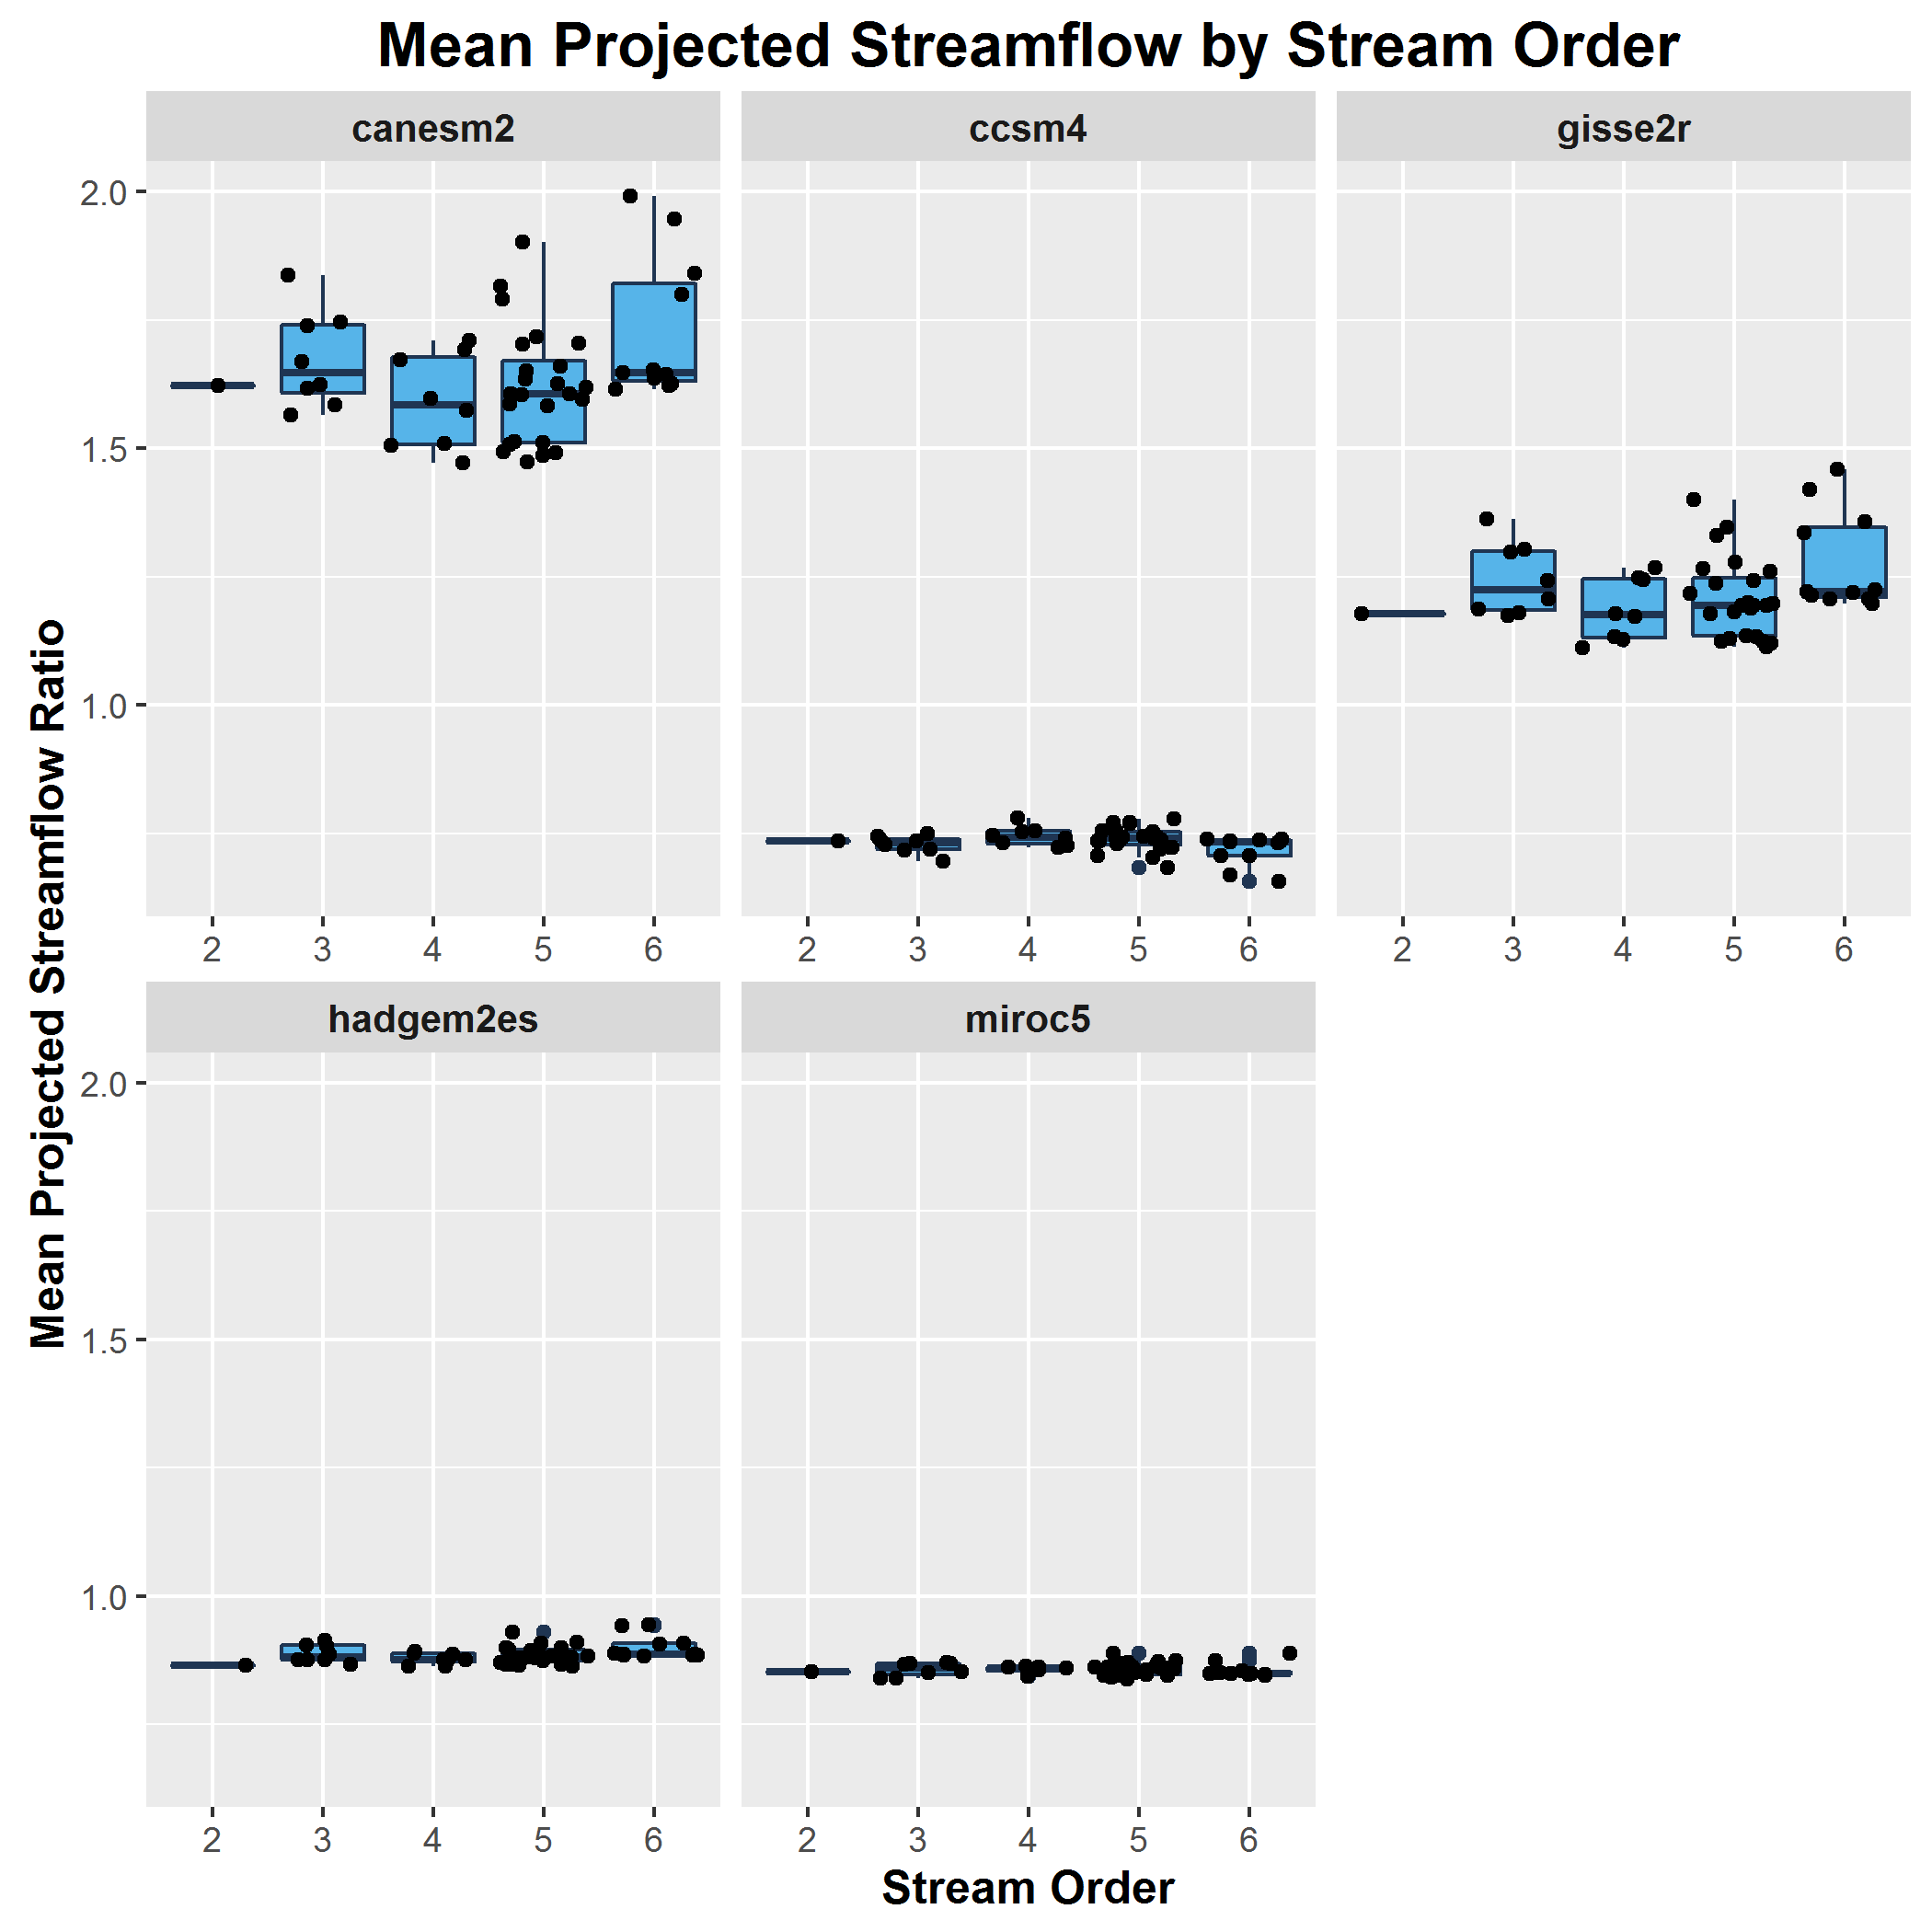 Mean Projected Streamflow by Stream Order
canesm2 ccsm4 gisse2r
2.0
1.5
1.0
Mean Projected Streamflow Ratio
2 3 4 5 6 2 3 4 5 6 2 3 4 5 6
hadgem2es miroc5
2.0
1.5
1.0
2 3 4 5 6 2 3 4 5 6
Stream Order